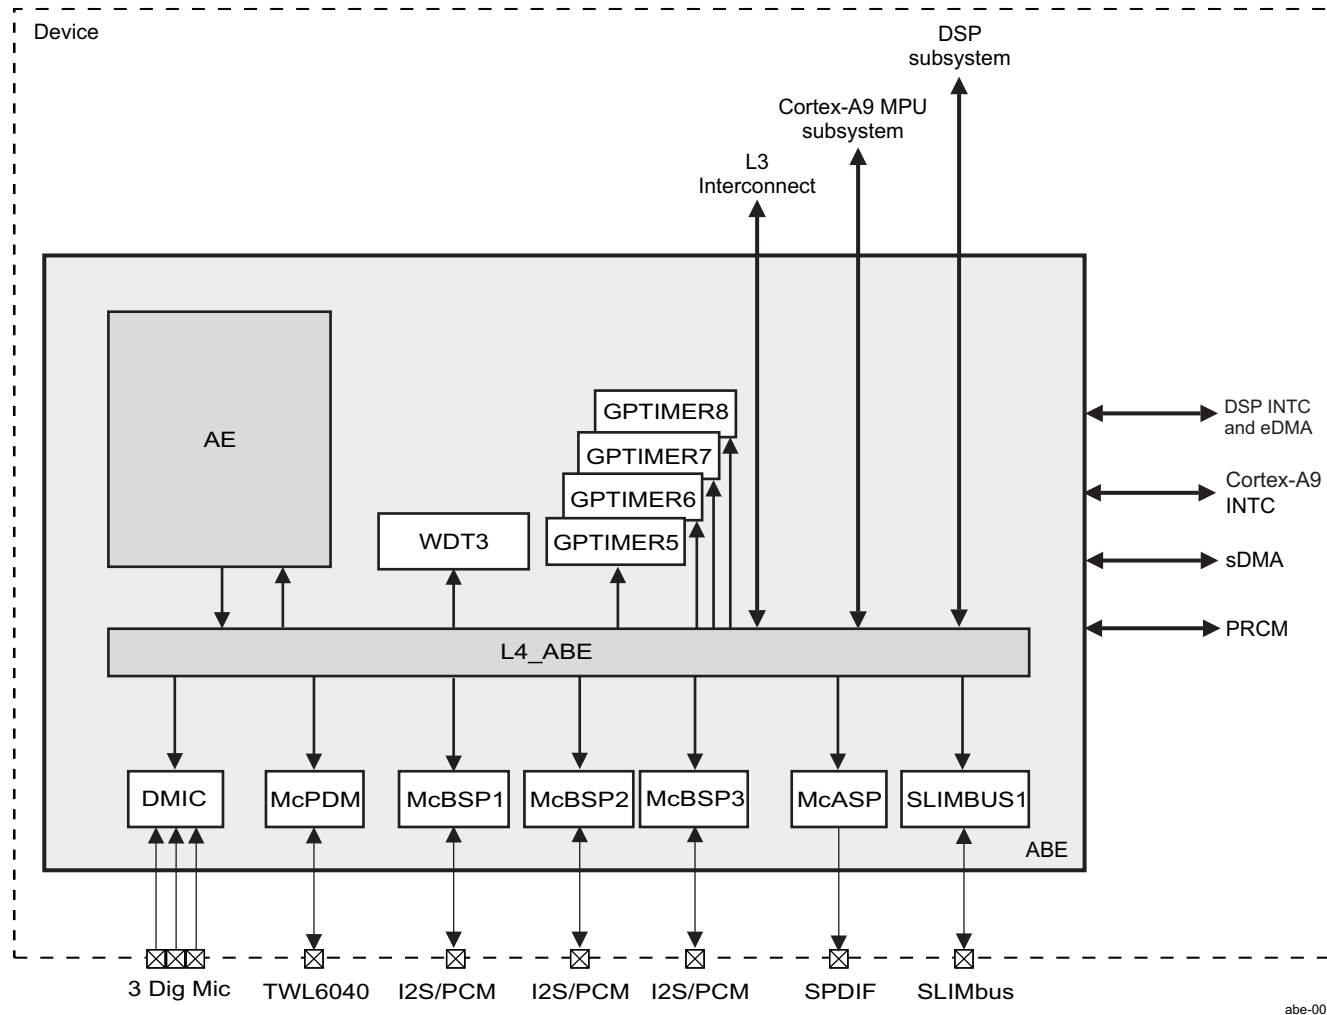 Device
DSP
subsystem
Cortex-A9 MPU
subsystem
L3
Interconnect
AE
GPTIMER8
GPTIMER7
GPTIMER6
GPTIMER5
WDT3
DSP INTC
and eDMA
Cortex-A9
INTC
sDMA
PRCM
L4_ABE
DMIC
McPDM
McBSP1
McBSP2
McBSP3
McASP
SLIMBUS1
ABE
3 Dig Mic
TWL6040
I2S/PCM
I2S/PCM
I2S/PCM
SPDIF
SLIMbus
abe-00